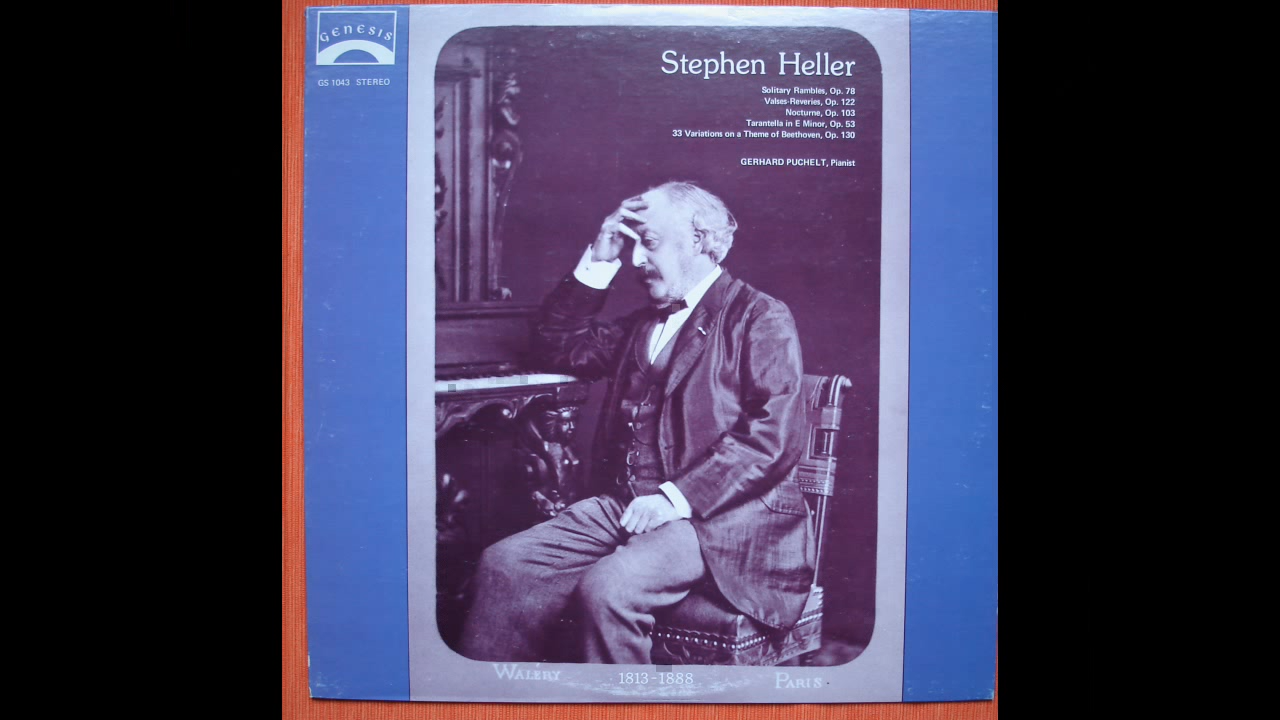 GENESIS
GS 1043 STEREO
Stephen Heller
Solitary Rambles, Op. 78
Valses-Reveries, Op. 122
Nocturne, Op. 103
Tarantella in E Minor, Op. 53
33 Variations on a Theme of Beethoven, Op. 130
GERHARD PUCHELT, Pianist
WALERY 1813-1888 PARIS.